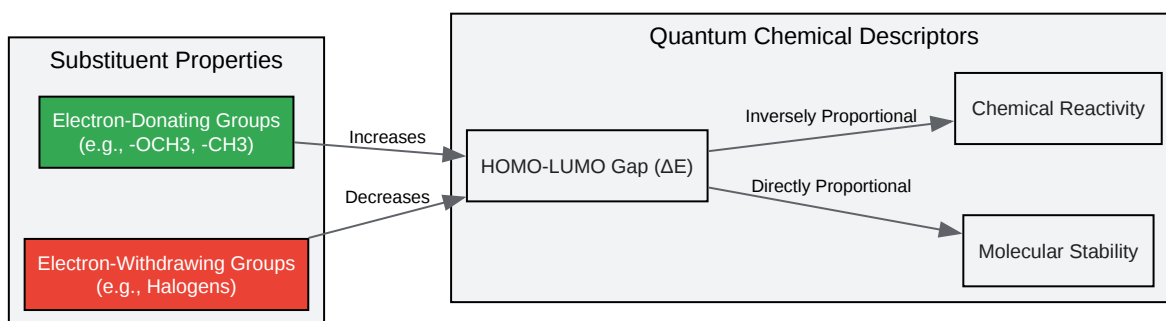 Substituent Properties
Electron-Donating Groups
(e.g., -OCH3, -CH3)
Electron-Withdrawing Groups
(e.g., Halogens)
Increases
Decreases
Quantum Chemical Descriptors
HOMO-LUMO Gap (ΔE)
Inversely Proportional
Directly Proportional
Chemical Reactivity
Molecular Stability